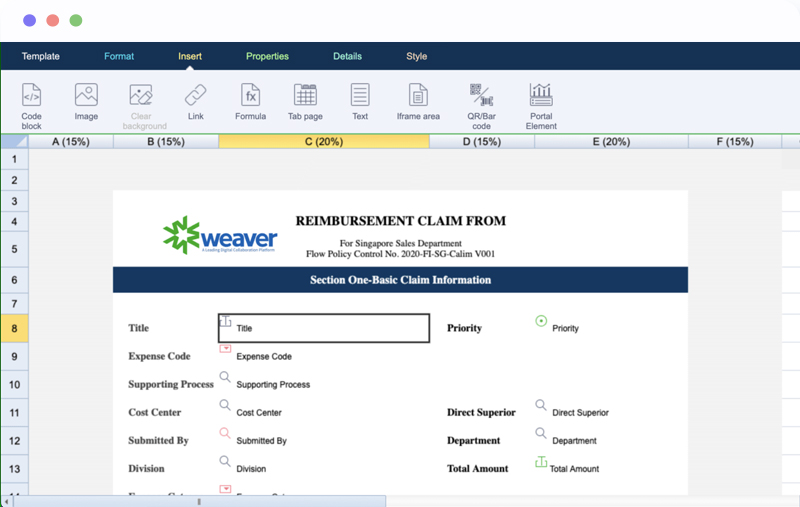 Template Format Insert Properties Details Style
Code block
Image
Clear background
Link
Formula
Tab page
Text
Iframe area
QR/Bar code
Portal Element
A (15%) B (15%) C (20%) D (15%) E (20%) F (15%)
1
2
3
4
5
6
7
8
9
10
11
12
13
weaver
A Leading Digital Collaboration Platform
REIMBURSEMENT CLAIM FROM
For Singapore Sales Department
Flow Policy Control No. 2020-FI-SG-Calim V001
Section One-Basic Claim Information
Title Title Priority Priority
Expense Code Expense Code
Supporting Process Supporting Process
Cost Center Cost Center Direct Superior Direct Superior
Submitted By Submitted By Department Department
Division Division Total Amount Total Amount